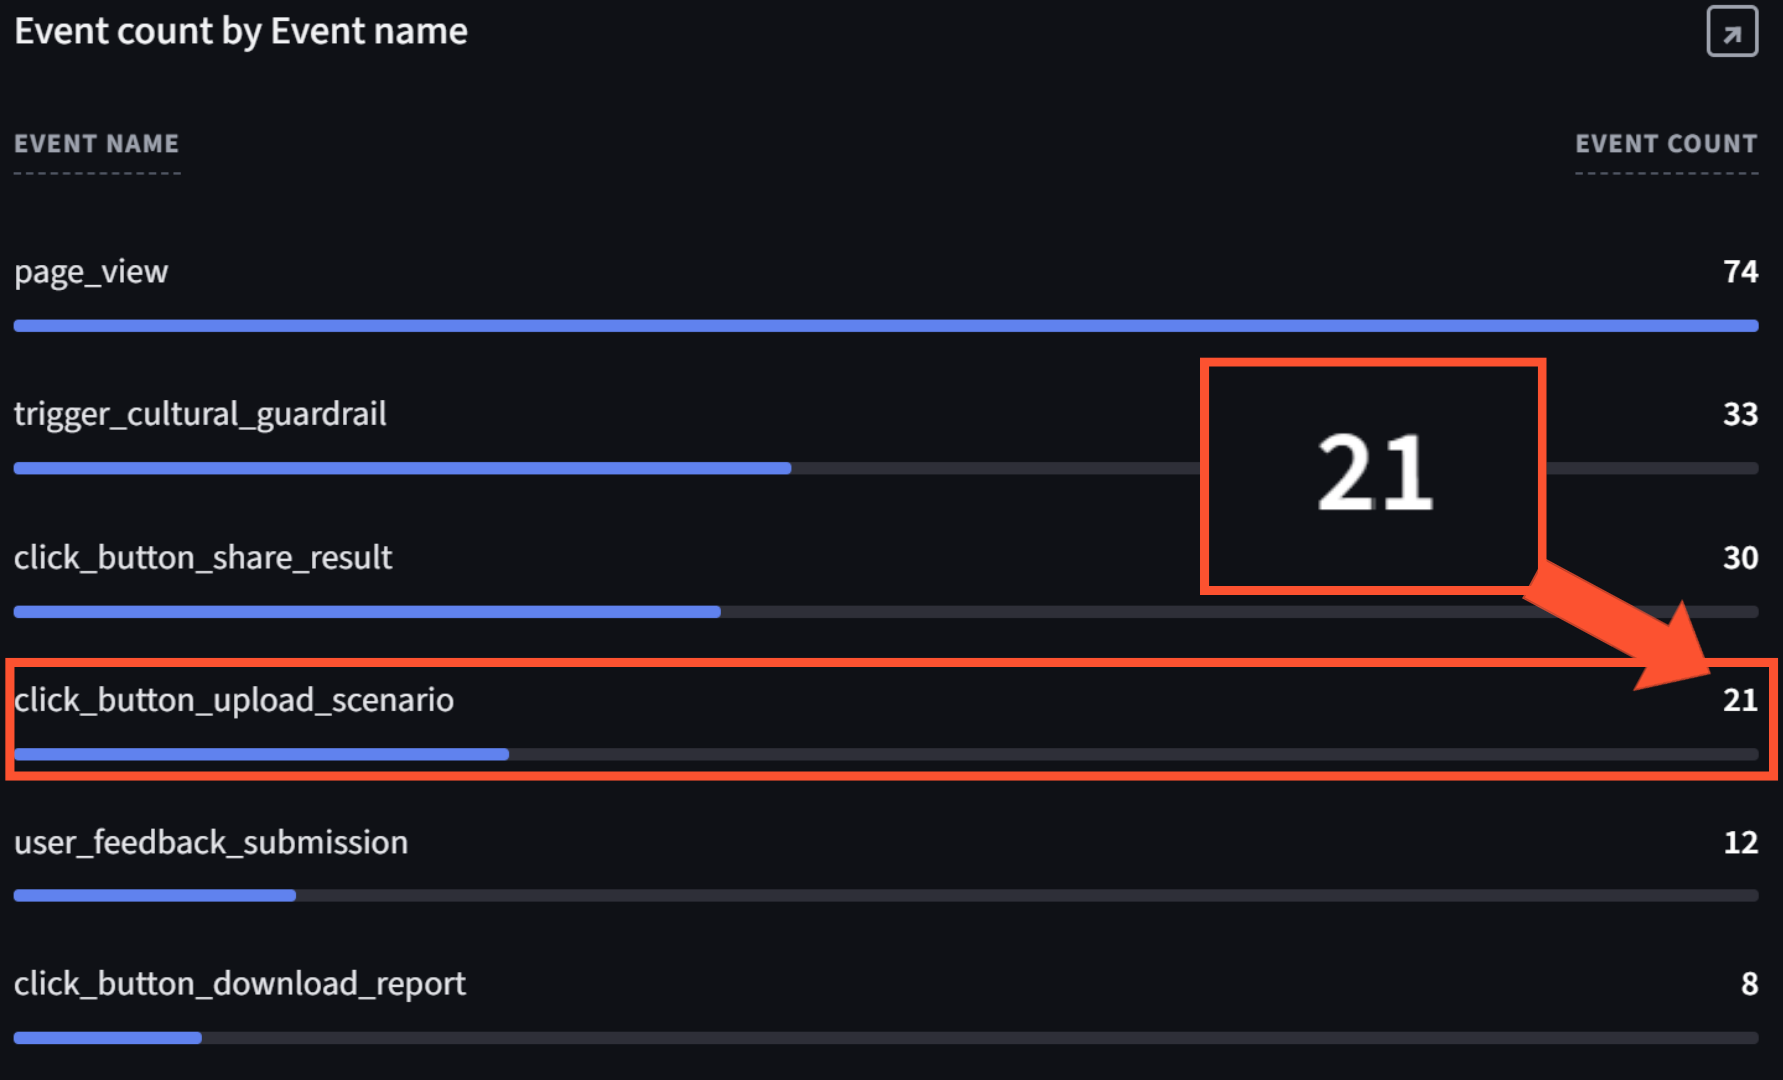 Event count by Event name
EVENT NAME EVENT COUNT
page_view 74
trigger_cultural_guardrail 33
21
click_button_share_result 30
click_button_upload_scenario 21
user_feedback_submission 12
click_button_download_report 8